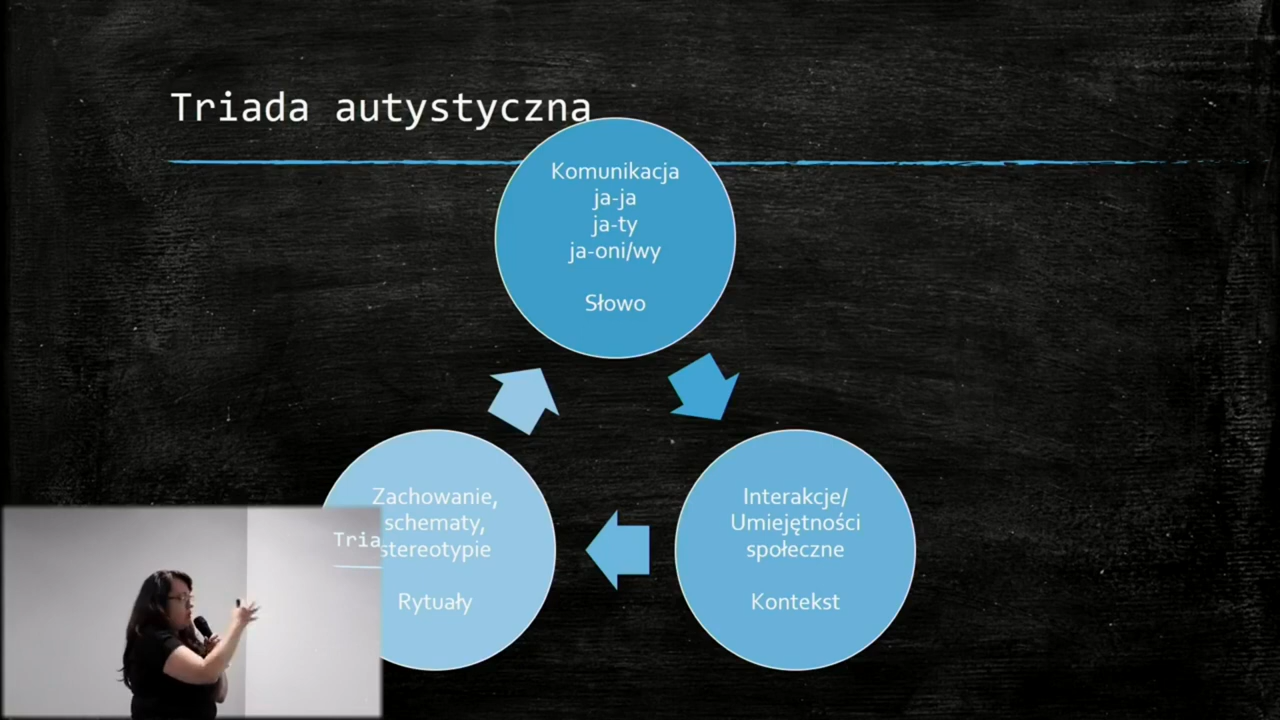 Triada autystyczna
Komunikacja
ja-ja
ja-ty
ja-oni/wy
Słowo
Zachowanie,
schematy,
stereotypie
Rytuały
Interakcje/
Umiejętności
społeczne
Kontekst
Tria